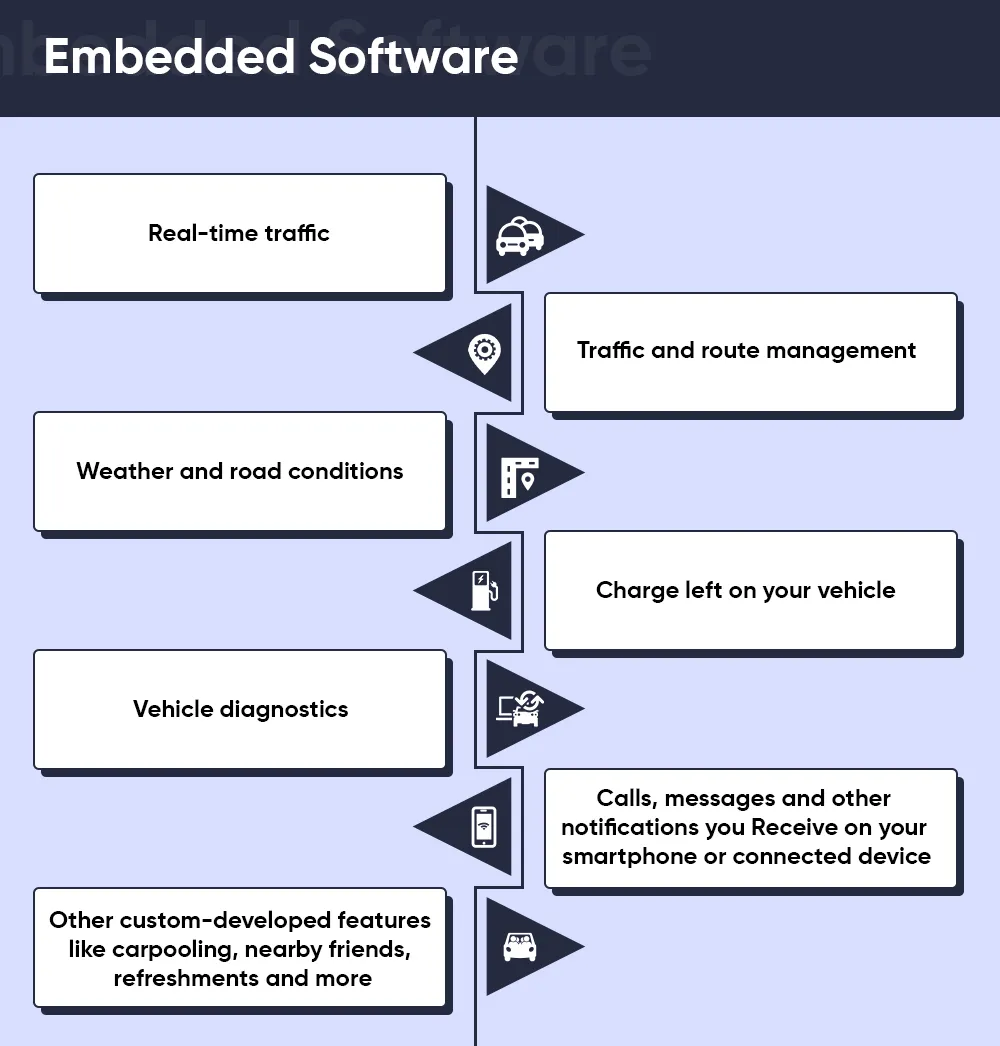 Embedded Software
Real-time traffic
Traffic and route management
Weather and road conditions
Charge left on your vehicle
Vehicle diagnostics
Calls, messages and other
notifications you Receive on your
smartphone or connected device
Other custom-developed features
like carpooling, nearby friends,
refreshments and more